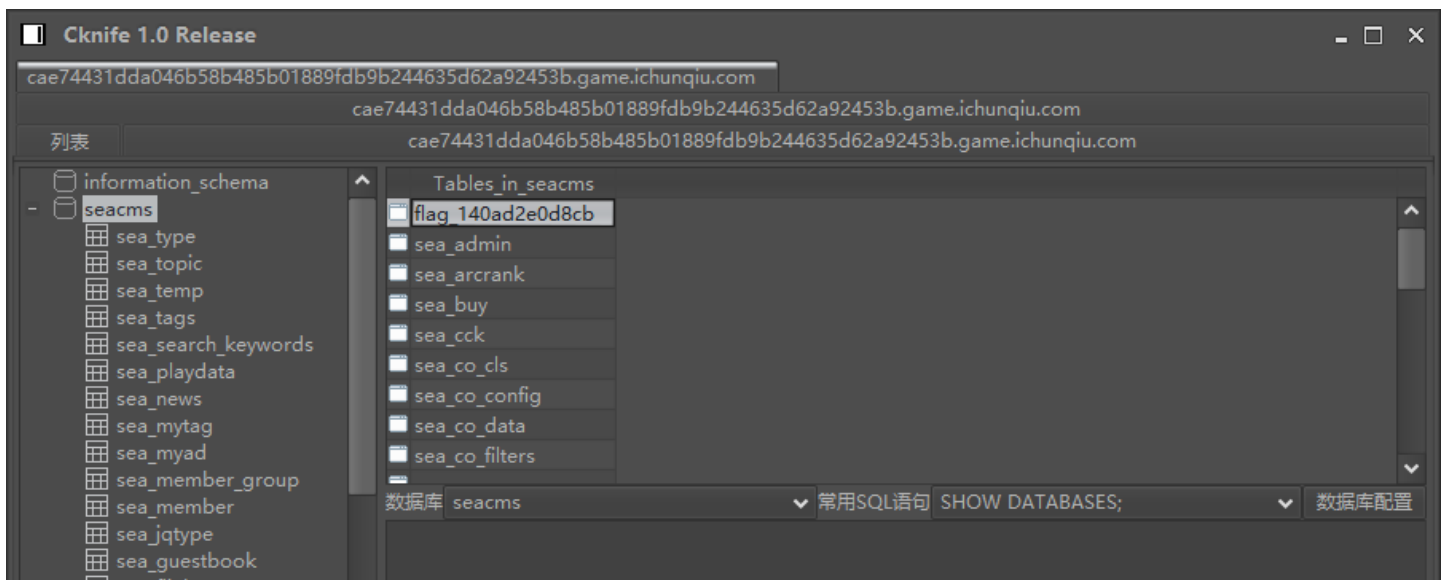 Cknife 1.0 Release
cae74431dda046b58b485b01889fdb9b244635d62a92453b.game.ichunqiu.com
cae74431dda046b58b485b01889fdb9b244635d62a92453b.game.ichunqiu.com
列表 cae74431dda046b58b485b01889fdb9b244635d62a92453b.game.ichunqiu.com
information_schema
seacms
sea_type
sea_topic
sea_temp
sea_tags
sea_search_keywords
sea_playdata
sea_news
sea_mytag
sea_myad
sea_member_group
sea_member
sea_jqtype
sea_guestbook
Tables_in_seacms
flag_140ad2e0d8cb
sea_admin
sea_arcrank
sea_buy
sea_cck
sea_co_cls
sea_co_config
sea_co_data
sea_co_filters
数据库 seacms 常用SQL语句 SHOW DATABASES; 数据库配置